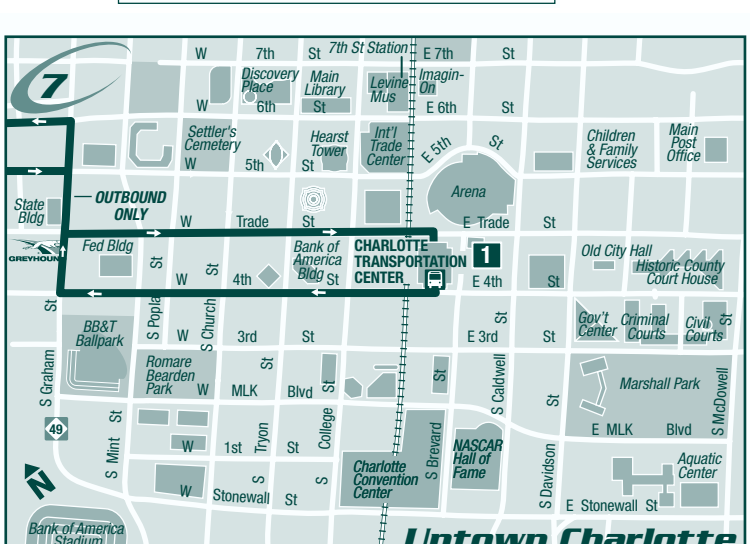 7
W 7th St
7th St Station
E 7th St
Discovery
Place
Main
Library
Levine
Mus
Imagin-
On
W 6th St
E 6th St
Settler's
Cemetery
Hearst
Tower
Int'l
Trade
Center
E 5th St
Children
& Family
Services
Main
Post
Office
W 5th St
Arena
State
Bldg
OUTBOUND
ONLY
W Trade St
E Trade St
GREYHOUND
Fed Bldg
Bank of
America
Bldg
CHARLOTTE
TRANSPORTATION
CENTER
1
Old City Hall
Historic County
Court House
W 4th St
E 4th St
S Graham St
S Popla St
S Church St
BB&T
Ballpark
W 3rd St
E 3rd St
Gov't
Center
Criminal
Courts
Civil
Courts
Romare
Bearden
Park
W MLK Blvd
S Caldwell St
Marshall Park
S McDowell St
49
S Mint St
S Tryon St
S College St
S Brevard St
S Davidson St
E MLK Blvd
W 1st St
NASCAR
Hall of
Fame
Charlotte
Convention
Center
Aquatic
Center
N
W Stonewall St
E Stonewall St
Bank of America
Stadium
Uptown Charlotte